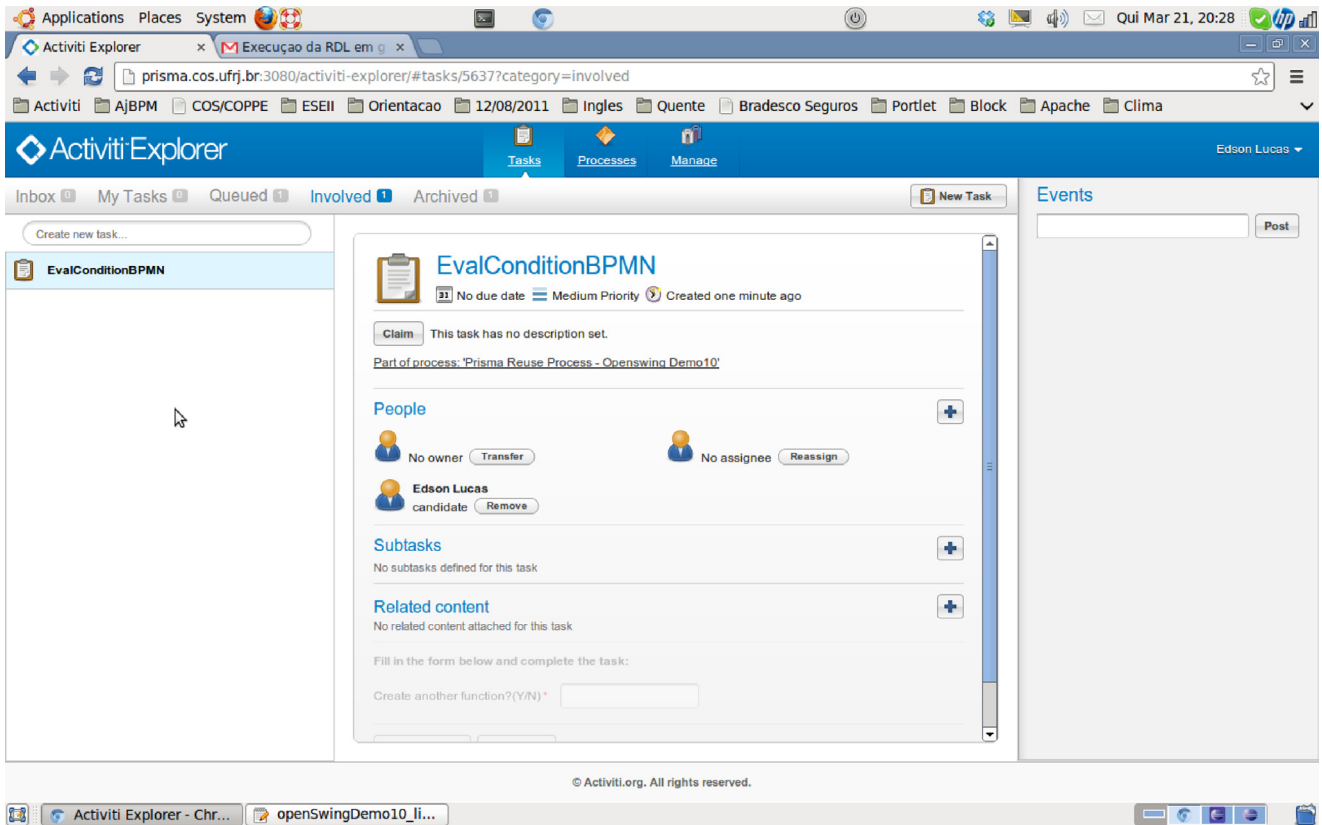 Applications Places System Qui Mar 21, 20:28
Activiti Explorer × Execuçao da RDL em g ×
prisma.cos.ufrj.br:3080/activiti-explorer/#tasks/5637?category=involved
Activiti AjBPM COS/COPPE ESEII Orientacao 12/08/2011 Ingles Quente Bradesco Seguros Portlet Block Apache Clima
Activiti Explorer Tasks Processes Manage Edson Lucas
Inbox 0 My Tasks 0 Queued 1 Involved 1 Archived 1 New Task Events
Create new task... Post
EvalConditionBPMN
EvalConditionBPMN
31 No due date Medium Priority Created one minute ago
Claim This task has no description set.
Part of process: 'Prisma Reuse Process - Openswing Demo10'
People
No owner Transfer No assignee Reassign
Edson Lucas
candidate Remove
Subtasks
No subtasks defined for this task
Related content
No related content attached for this task
Fill in the form below and complete the task:
Create another function?(Y/N)*
© Activiti.org. All rights reserved.
Activiti Explorer - Chr... openSwingDemo10_li...